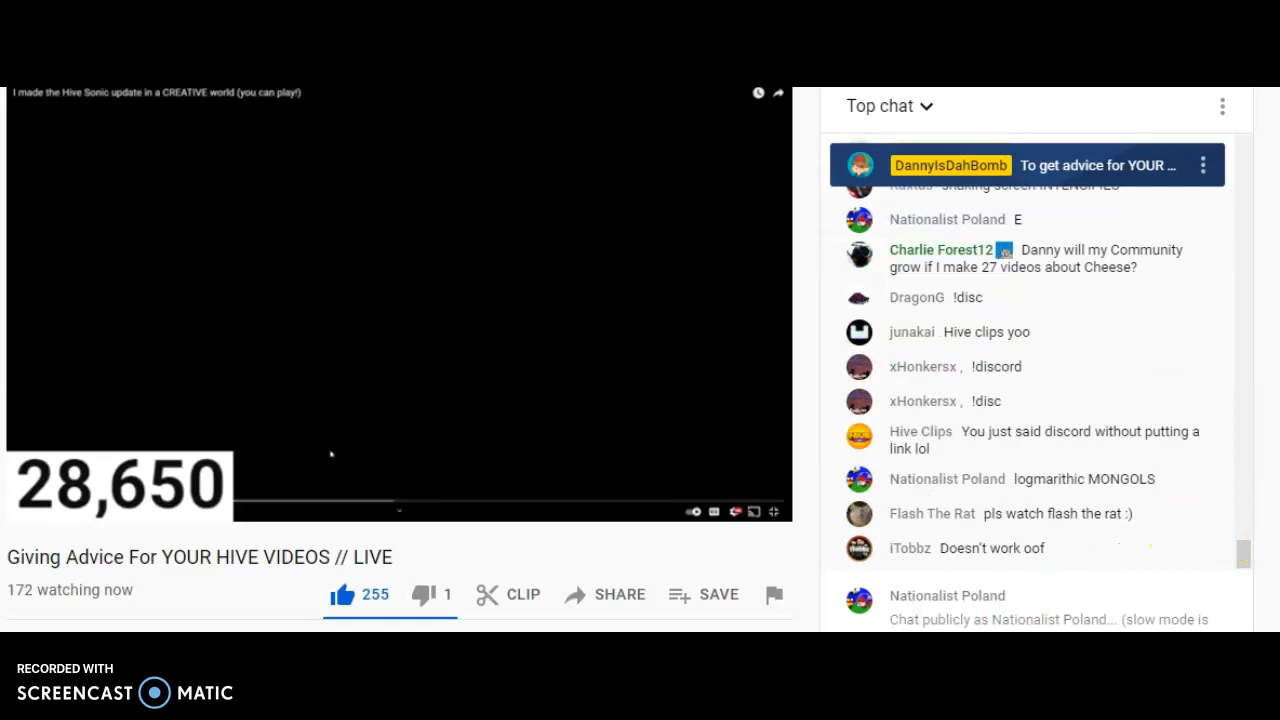 I made the Hive Sonic update in a CREATIVE world (you can play!)
28,650
Giving Advice For YOUR HIVE VIDEOS // LIVE
172 watching now
255
1
CLIP
SHARE
SAVE
Top chat
DannyIsDahBomb To get advice for YOUR ...
shaking screen INTENSIFIES
Nationalist Poland E
Charlie Forest12 Danny will my Community
grow if I make 27 videos about Cheese?
DragonG !disc
junakai Hive clips yoo
xHonkersx , !discord
xHonkersx , !disc
Hive Clips You just said discord without putting a
link lol
Nationalist Poland logmarithic MONGOLS
Flash The Rat pls watch flash the rat :)
iTobbz Doesn't work oof
Nationalist Poland
Chat publicly as Nationalist Poland... (slow mode is
RECORDED WITH
SCREENCAST MATIC